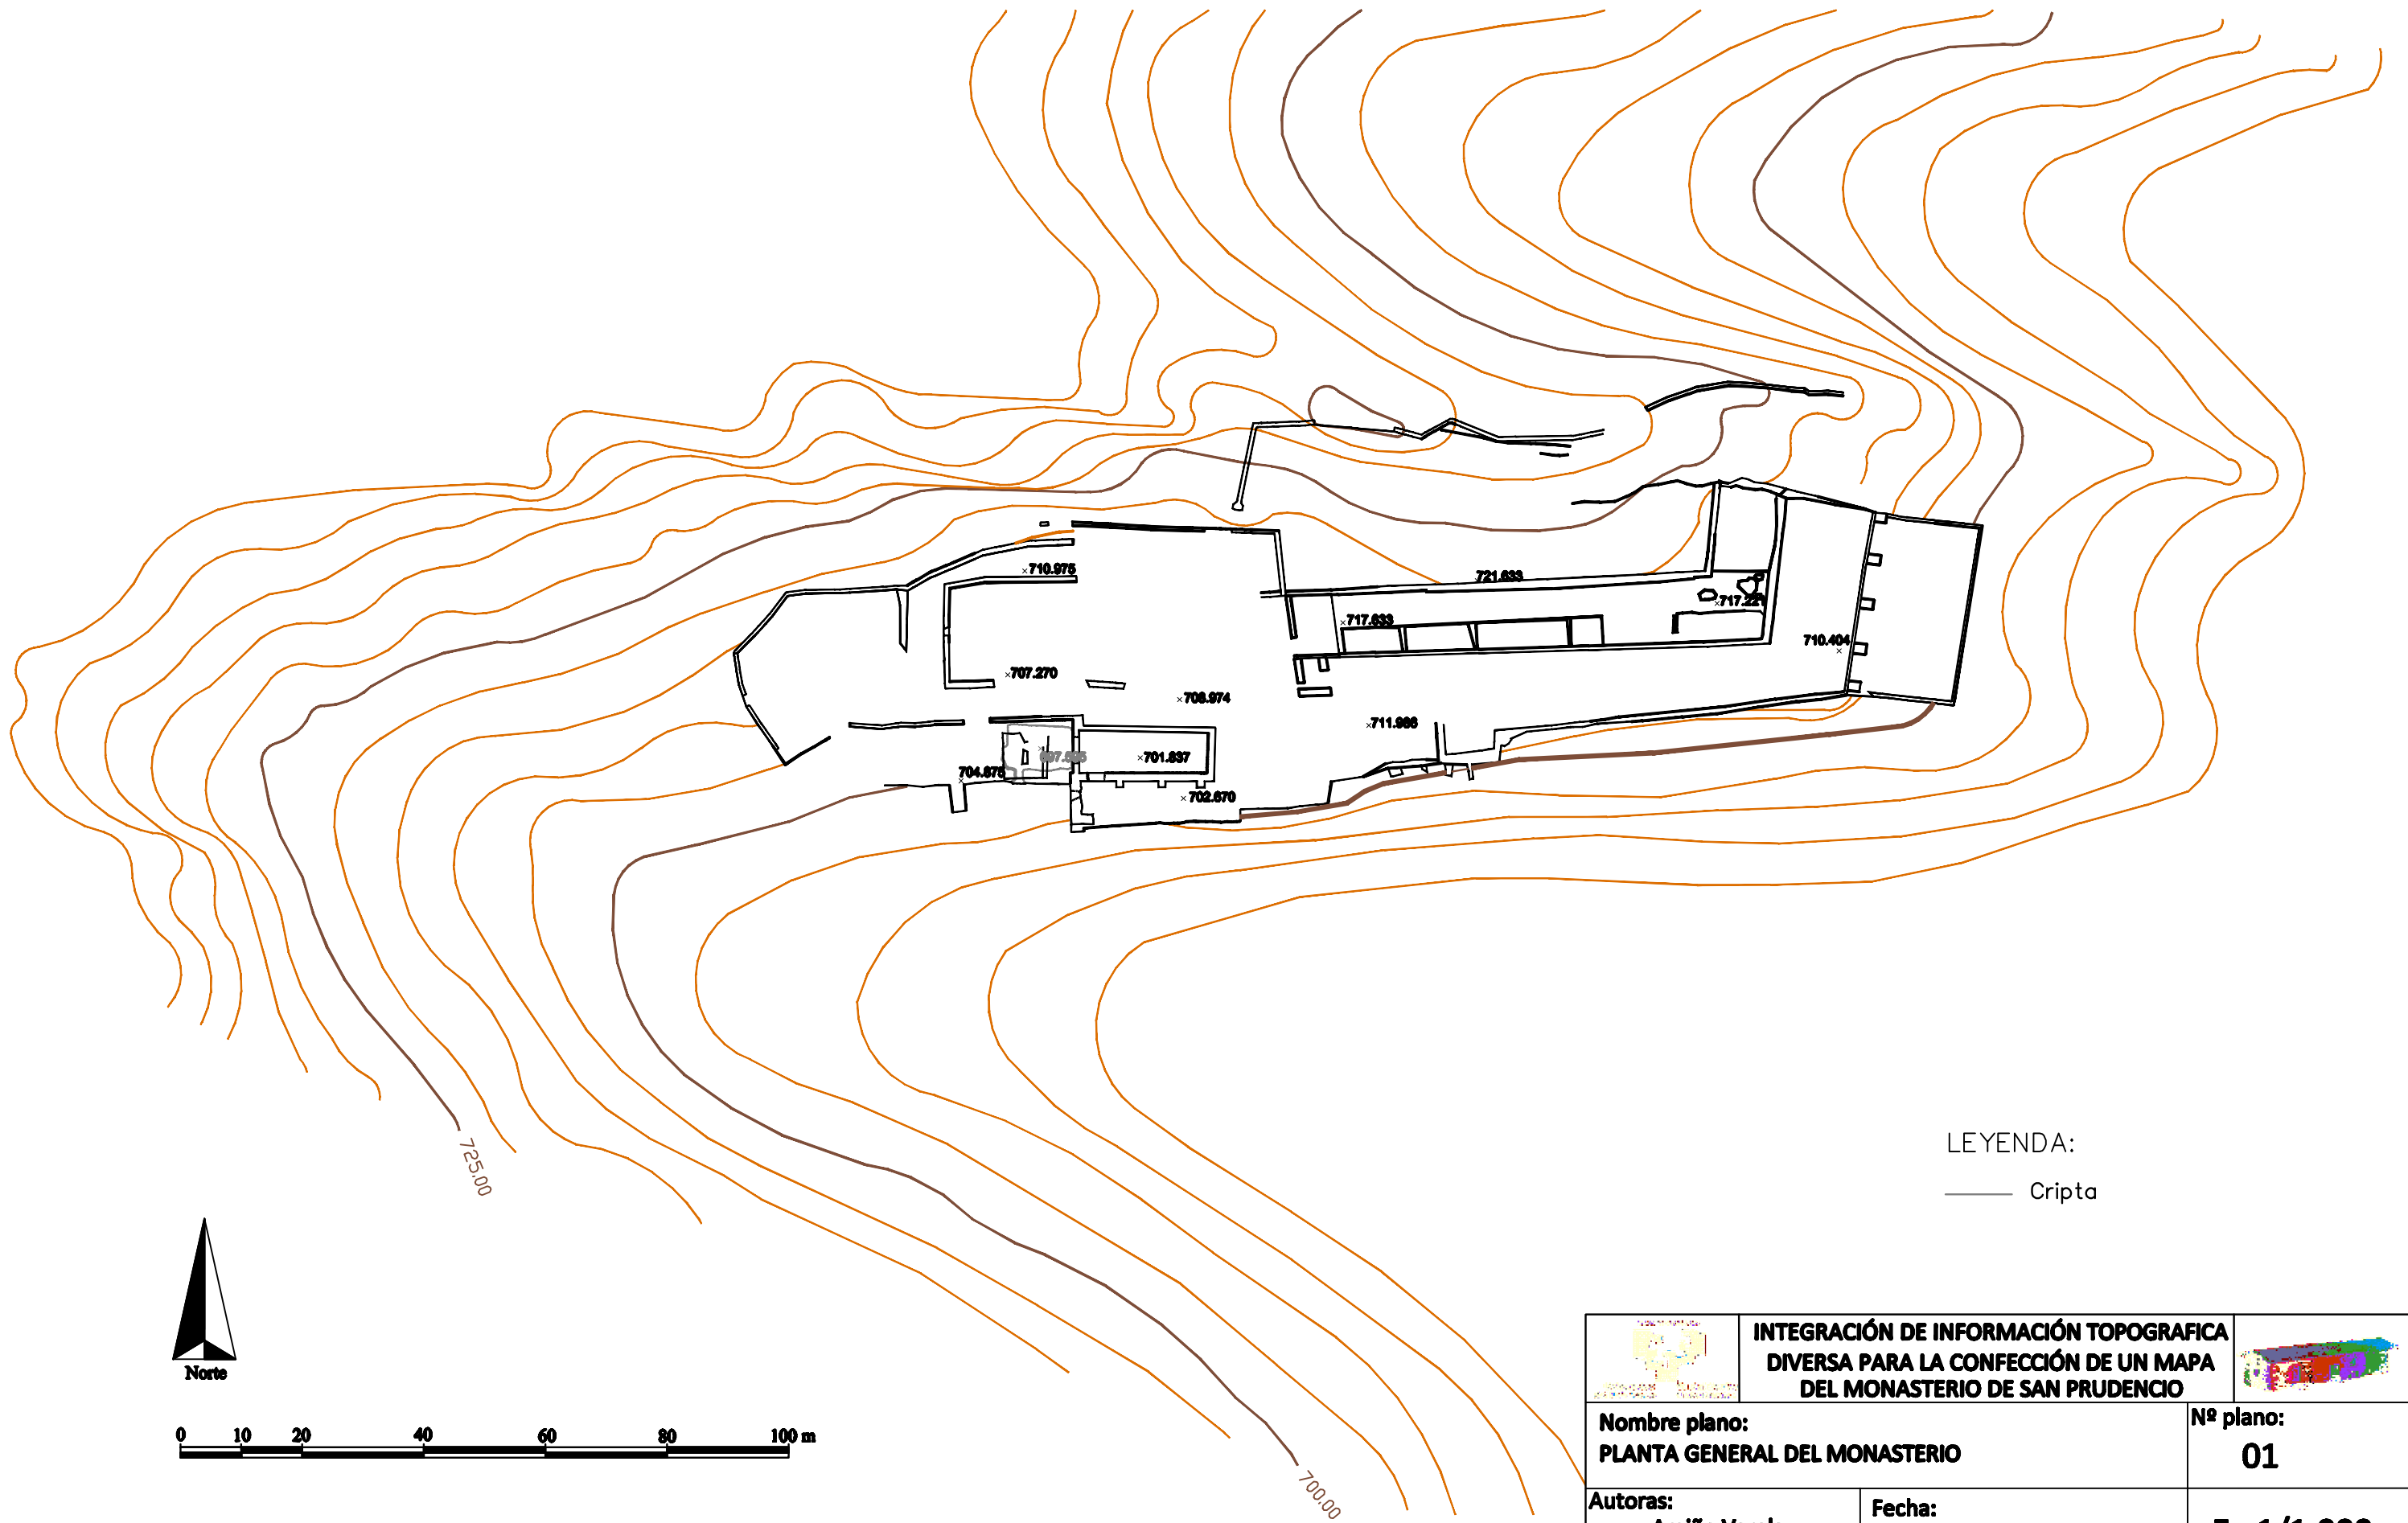 721.633
710.975
717.221
717.633
710.404
707.270
708.974
711.986
701.837
704.875
702.670
725.00
LEYENDA:
Cripta
Norte
0 10 20 40 60 80 100 m
700.00
INTEGRACIÓN DE INFORMACIÓN TOPOGRAFICA
DIVERSA PARA LA CONFECCIÓN DE UN MAPA
DEL MONASTERIO DE SAN PRUDENCIO
Nombre plano:
PLANTA GENERAL DEL MONASTERIO
Nº plano:
01
Autoras:
Fecha: